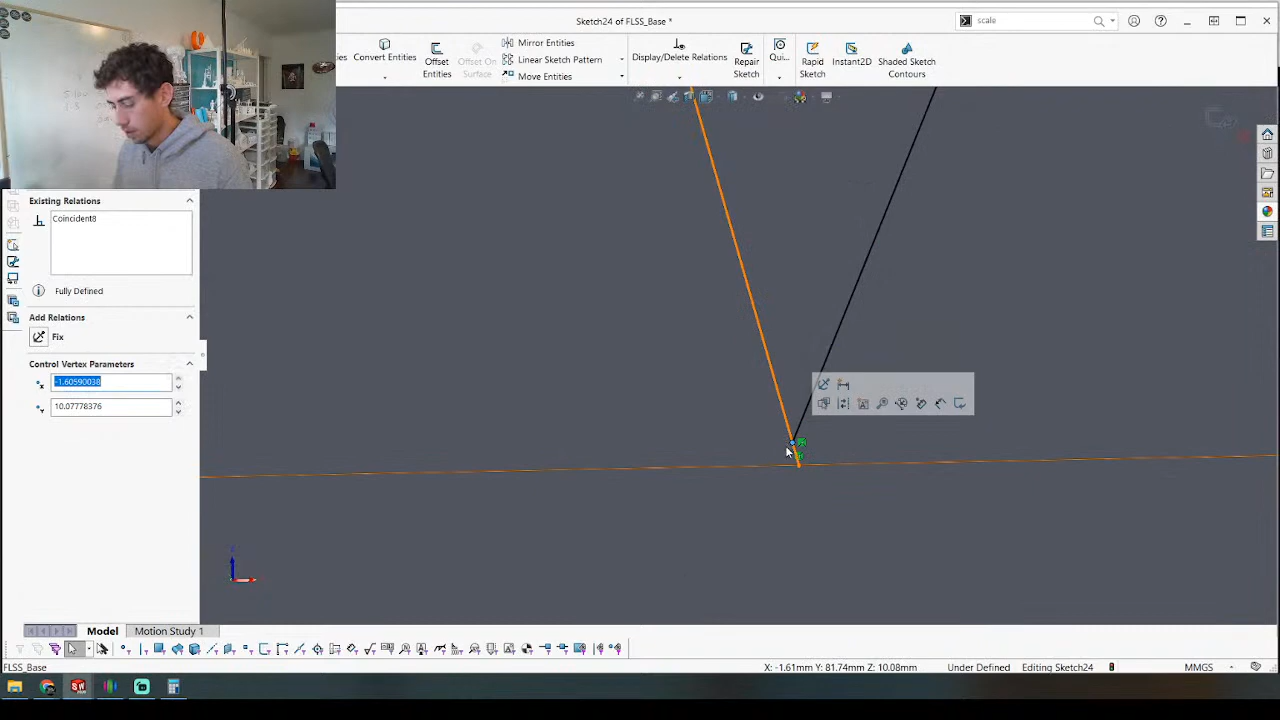 Sketch24 of FLSS_Base *
scale
Convert Entities
Offset
Entities
Offset On
Surface
Mirror Entities
Linear Sketch Pattern
Move Entities
Display/Delete Relations
Repair
Sketch
Qui...
Rapid
Sketch
Instant2D
Shaded Sketch
Contours
Existing Relations
Coincident8
Fully Defined
Add Relations
Fix
Control Vertex Parameters
-1.60590038
10.07778376
Model
Motion Study 1
FLSS_Base
X: -1.61mm Y: 81.74mm Z: 10.08mm
Under Defined
Editing Sketch24
MMGS